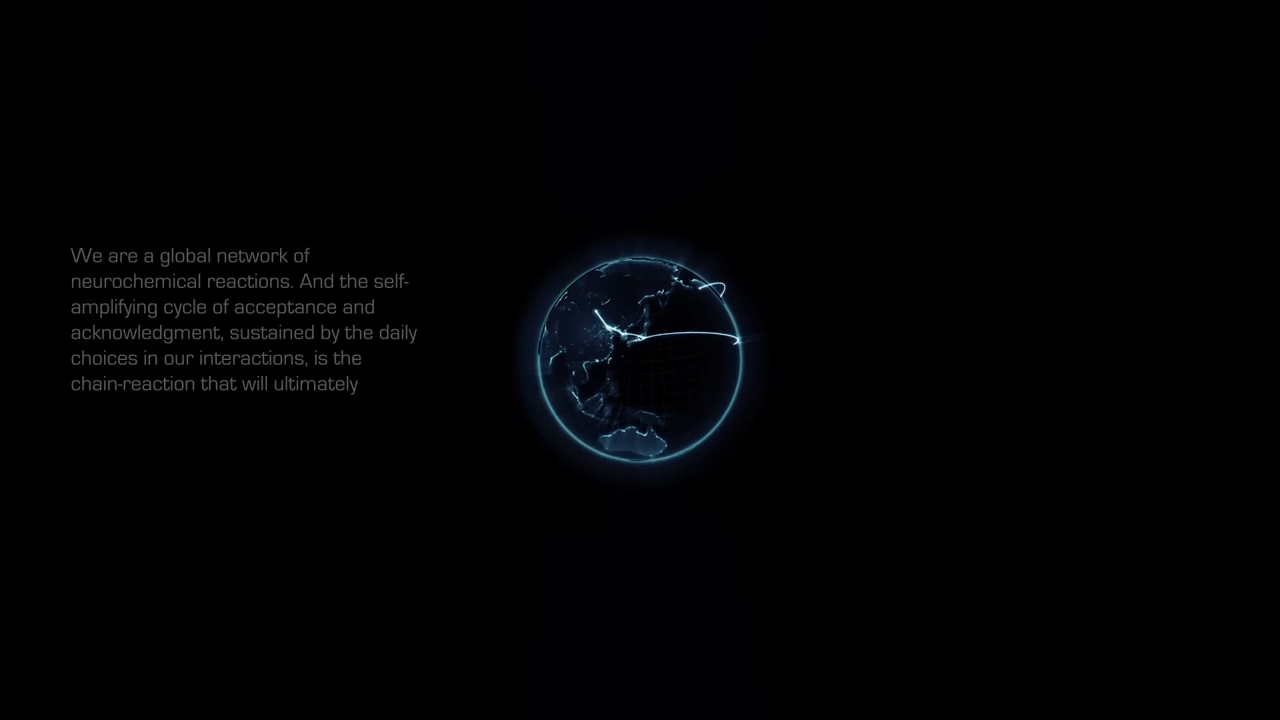 We are a global network of
neurochemical reactions. And the self-
amplifying cycle of acceptance and
acknowledgment, sustained by the daily
choices in our interactions, is the
chain-reaction that will ultimately